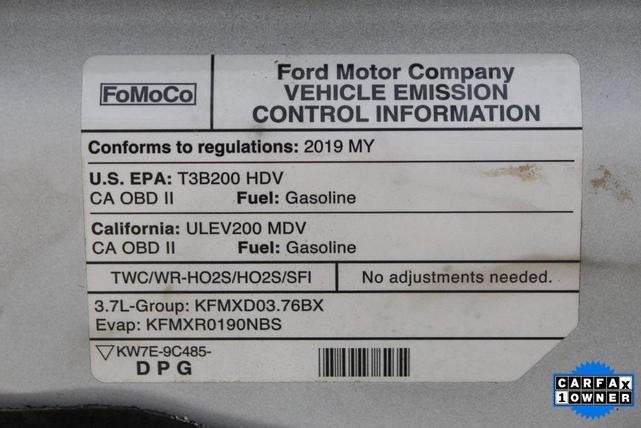 FoMoCo
Ford Motor Company
VEHICLE EMISSION
CONTROL INFORMATION
Conforms to regulations: 2019 MY
U.S. EPA: T3B200 HDV
CA OBD II Fuel: Gasoline
California: ULEV200 MDV
CA OBD II Fuel: Gasoline
TWC/WR-HO2S/HO2S/SFI No adjustments needed.
3.7L-Group: KFMXD03.76BX
Evap: KFMXR0190NBS
KW7E-9C485-
DPG
CARFAX
1 OWNER